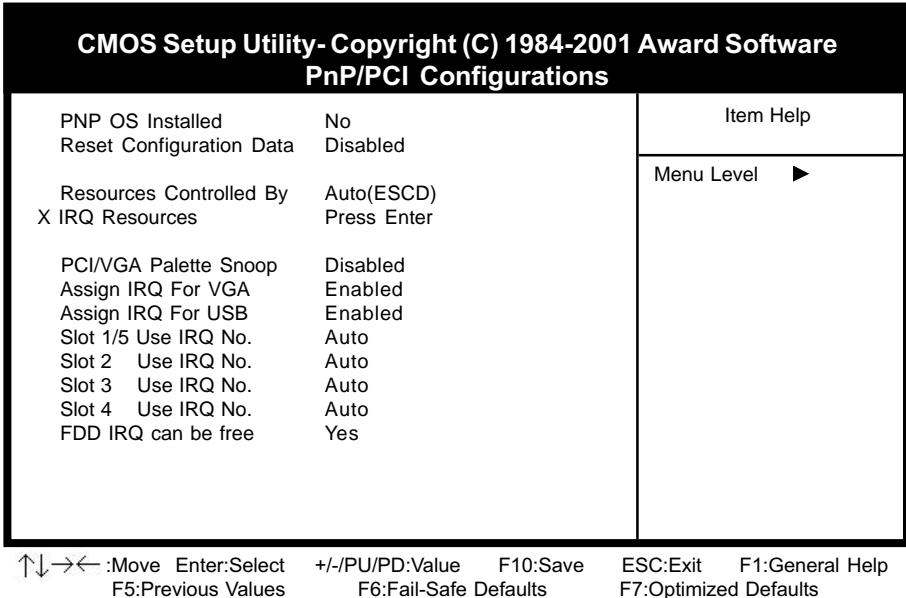 CMOS Setup Utility- Copyright (C) 1984-2001 Award Software
PnP/PCI Configurations
PNP OS Installed No
Reset Configuration Data Disabled
Resources Controlled By Auto(ESCD)
X IRQ Resources Press Enter
PCI/VGA Palette Snoop Disabled
Assign IRQ For VGA Enabled
Assign IRQ For USB Enabled
Slot 1/5 Use IRQ No. Auto
Slot 2 Use IRQ No. Auto
Slot 3 Use IRQ No. Auto
Slot 4 Use IRQ No. Auto
FDD IRQ can be free Yes
Item Help
Menu Level ▶
↑↓→← :Move Enter:Select +/-/PU/PD:Value F10:Save ESC:Exit F1:General Help
F5:Previous Values F6:Fail-Safe Defaults F7:Optimized Defaults